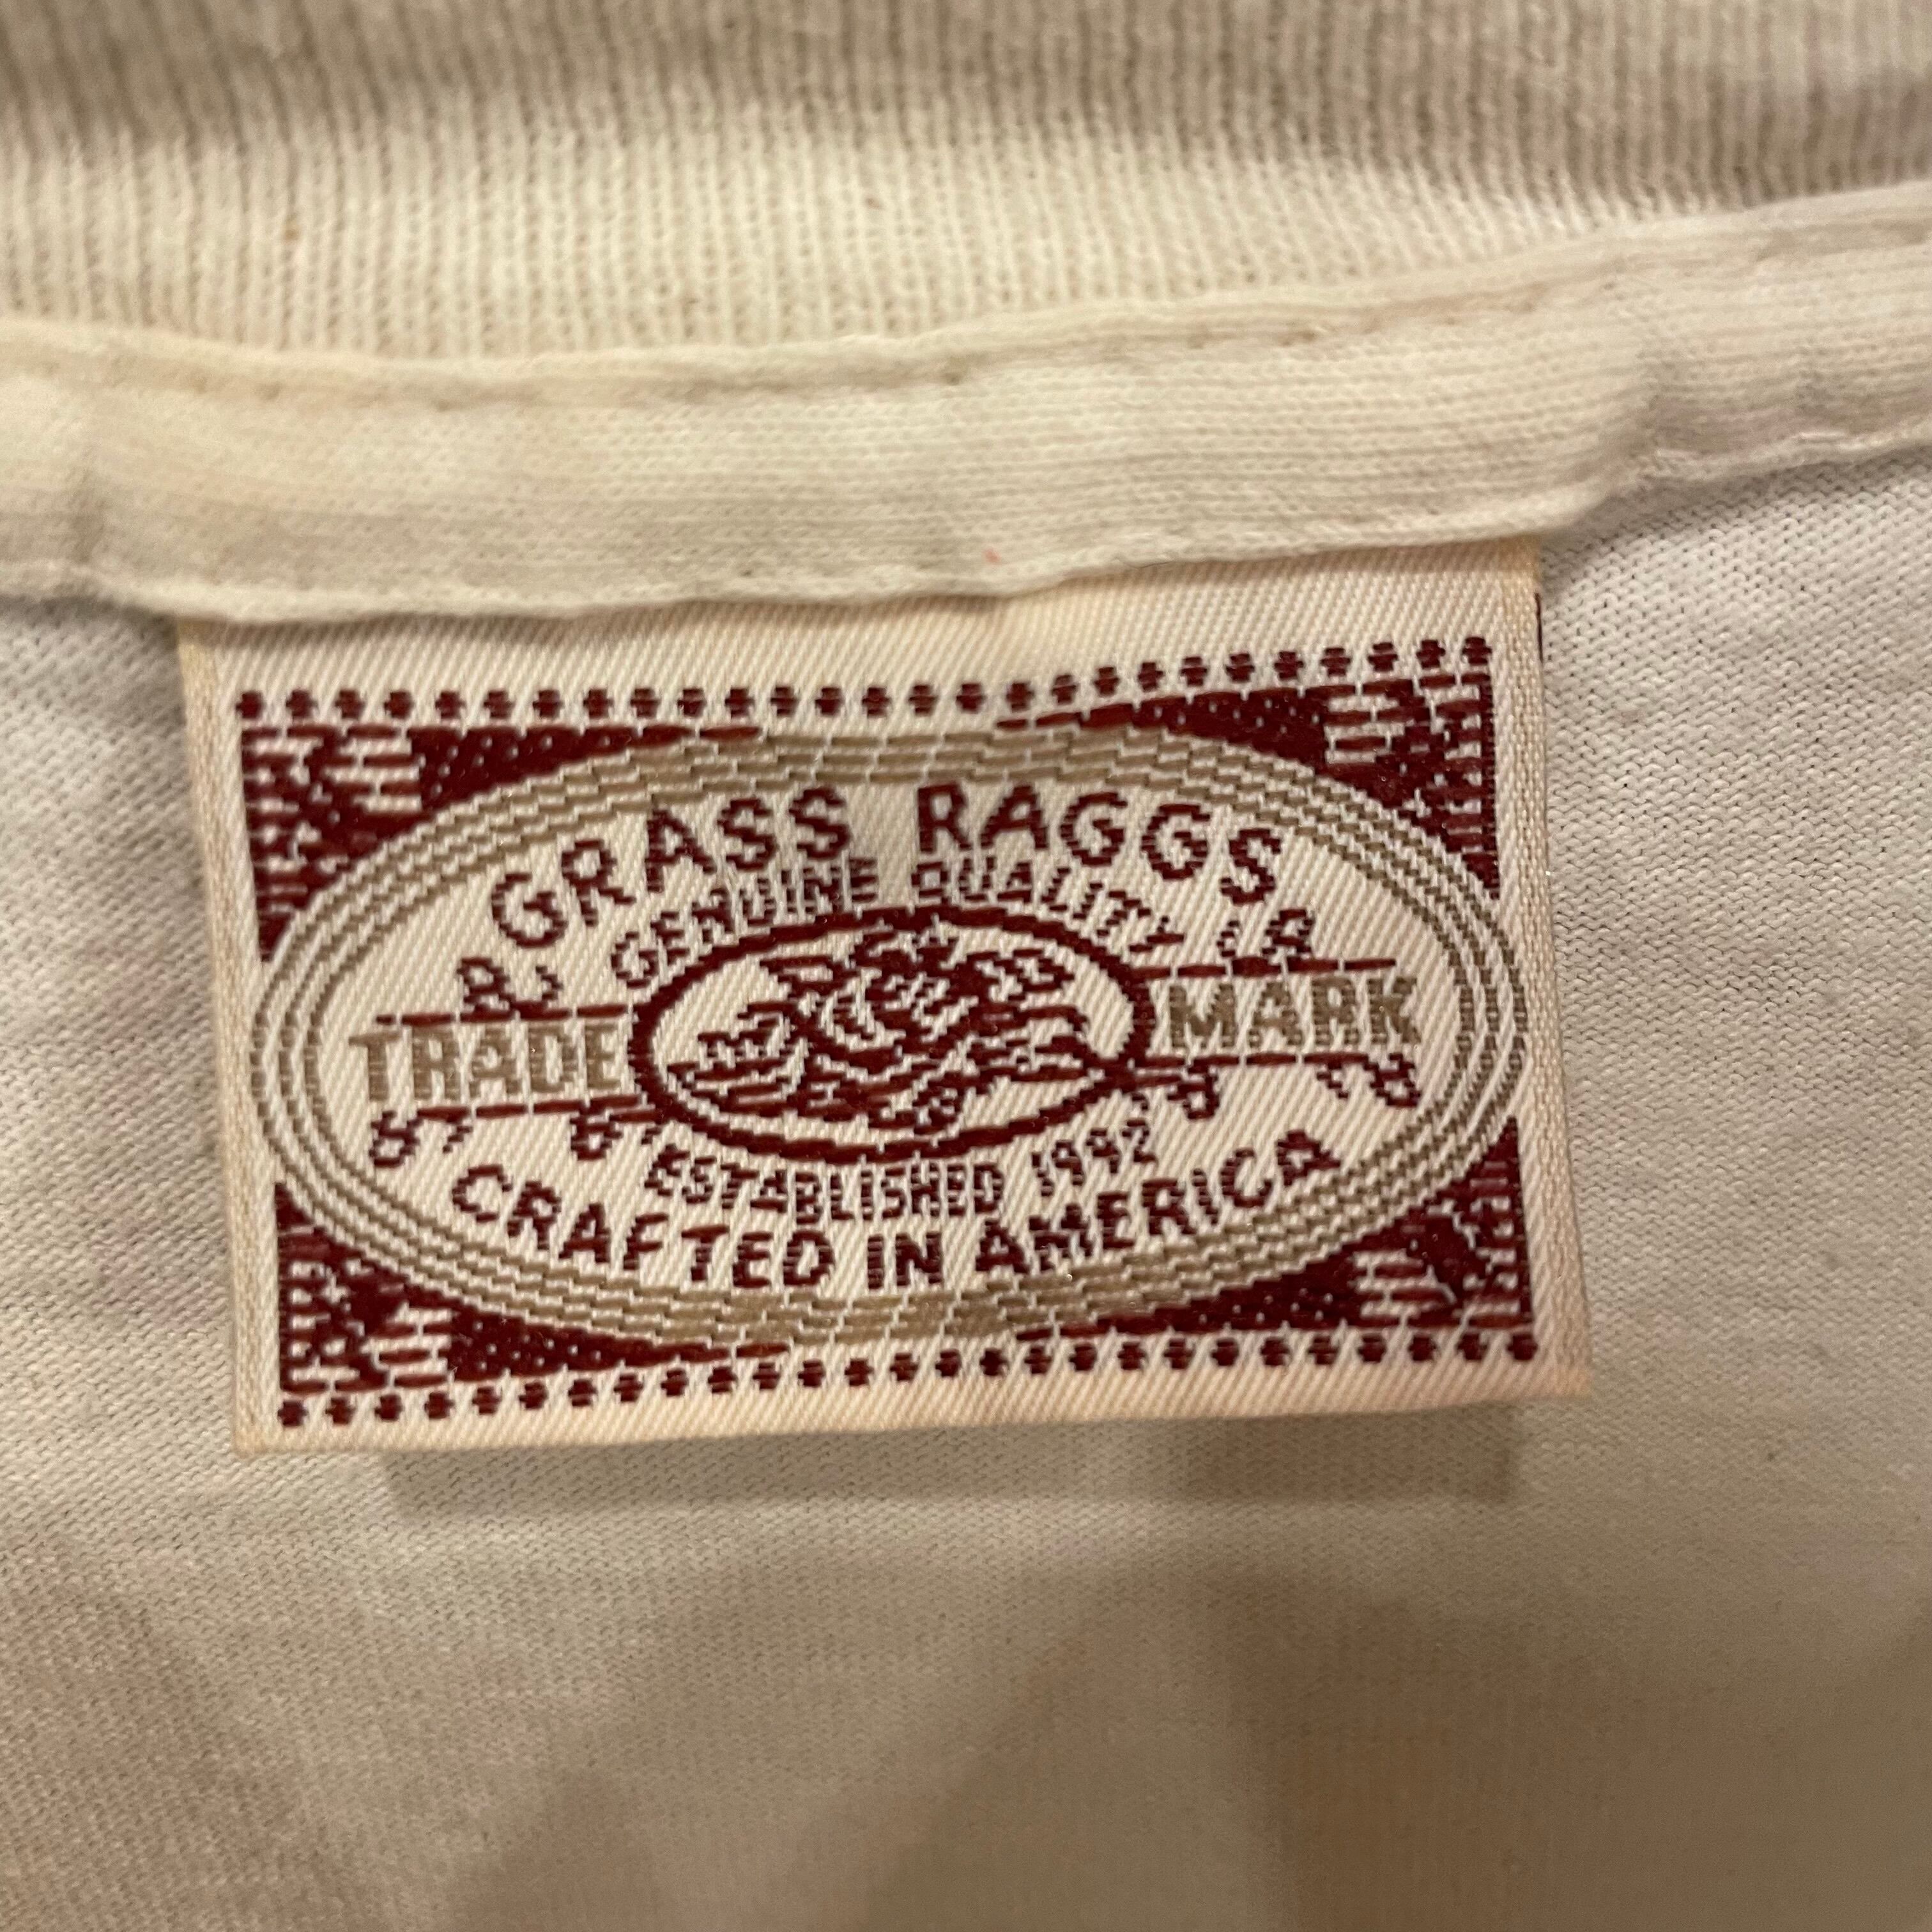 GRASS RAGGS
GENUINE QUALITY
TRADE MARK
ESTABLISHED 1992
CRAFTED IN AMERICA